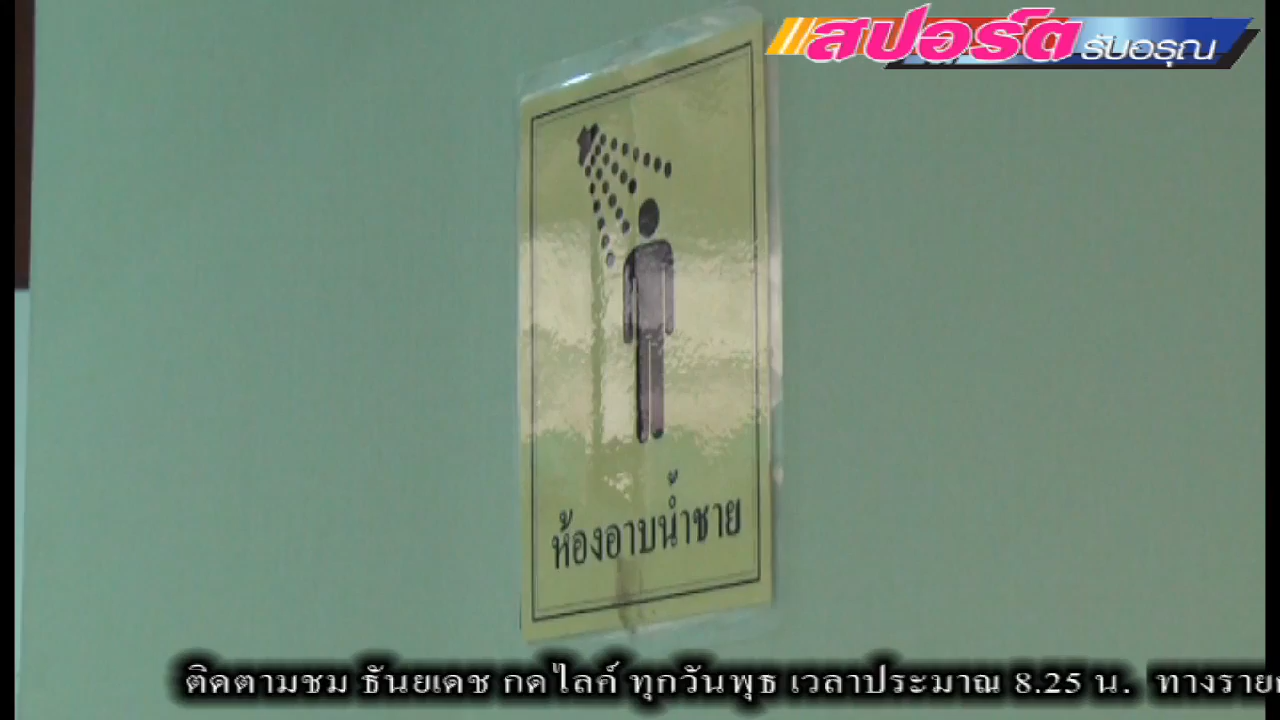 สปอร์ต
รับอรุณ
ห้องอาบน้ำชาย
ติดตามชม ธันยเดช กดไลค์ ทุกวันพุธ เวลาประมาณ 8.25 น. ทางราย